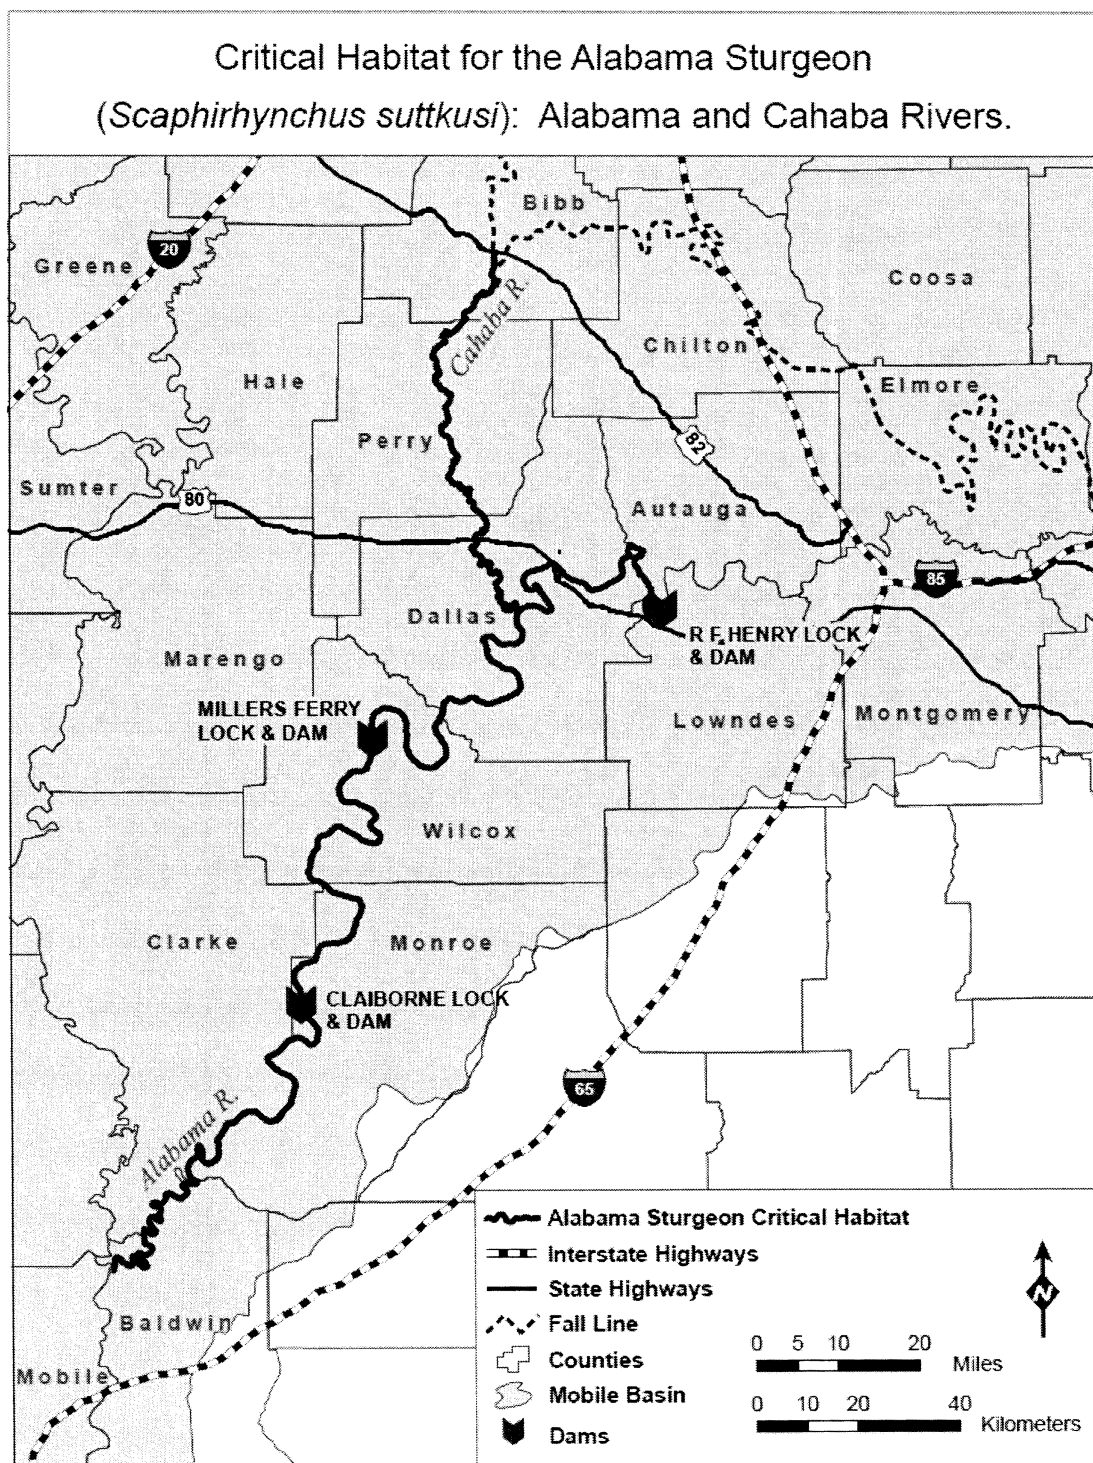 Critical Habitat for the Alabama Sturgeon
(Scaphirhynchus suttkusi): Alabama and Cahaba Rivers.
Bibb
20
Greene
Coosa
Cahaba R.
Chilton
Hale
Elmore
Perry
82
Sumter
80
Autauga
85
Dallas
R F. HENRY LOCK
& DAM
Marengo
MILLERS FERRY
LOCK & DAM
Lowndes
Montgomery
Wilcox
Clarke
Monroe
CLAIBORNE LOCK
& DAM
65
Alabama R.
Baldwin
Mobile
Alabama Sturgeon Critical Habitat
Interstate Highways
State Highways
Fall Line
Counties
Mobile Basin
Dams
N
0 5 10 20
Miles
0 10 20 40
Kilometers